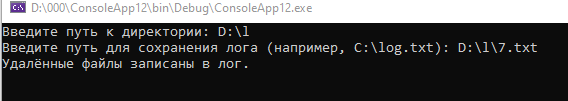 D:\000\ConsoleApp12\bin\Debug\ConsoleApp12.exe
Введите путь к директории: D:\l
Введите путь для сохранения лога (например, C:\log.txt): D:\l\7.txt
Удалённые файлы записаны в лог.